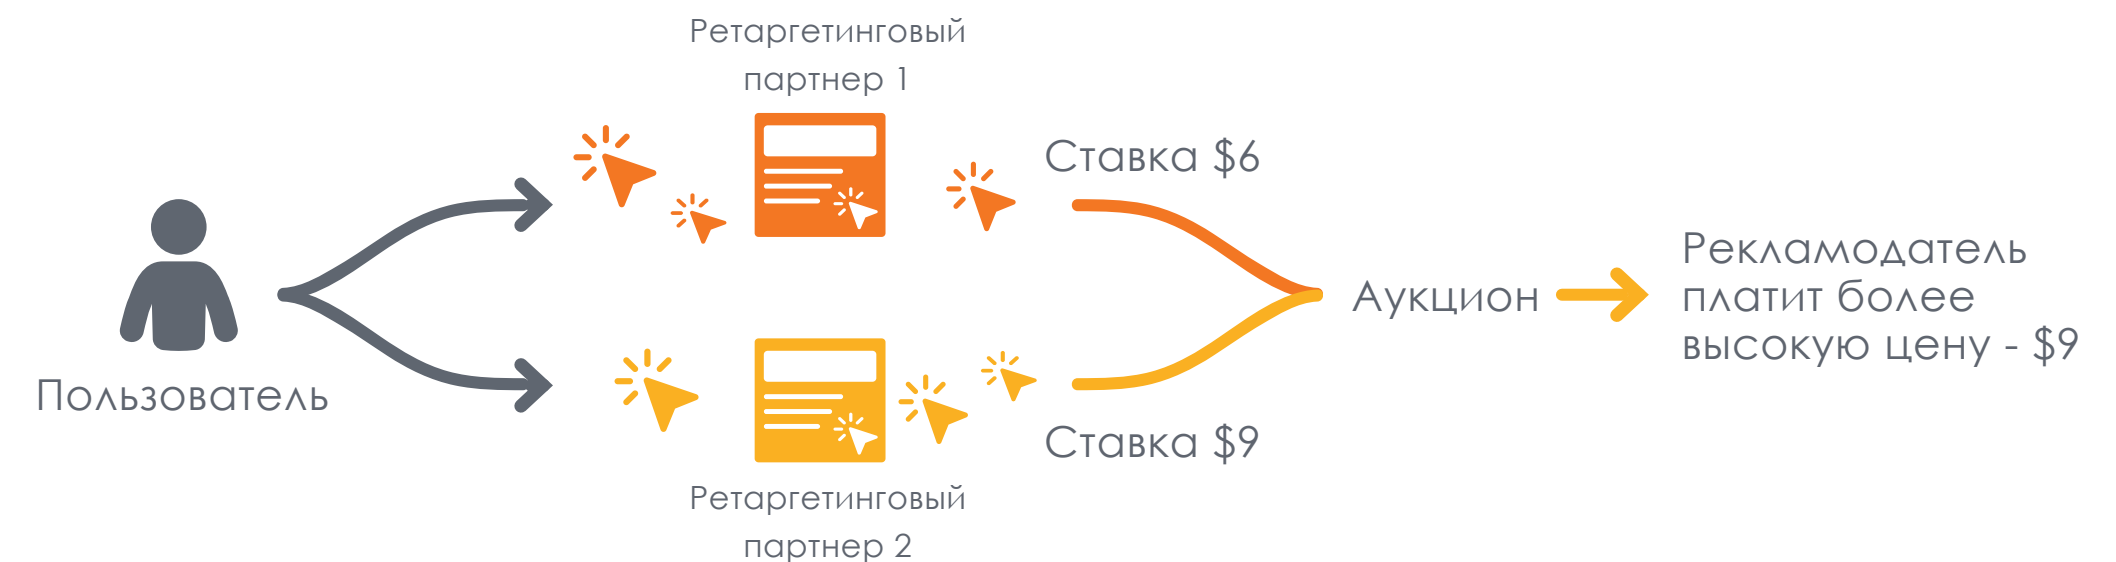 Ретаргетинговый
партнер 1
Ставка $6
Пользователь
Аукцион
Рекламодатель
платит более
высокую цену - $9
Ставка $9
Ретаргетинговый
партнер 2